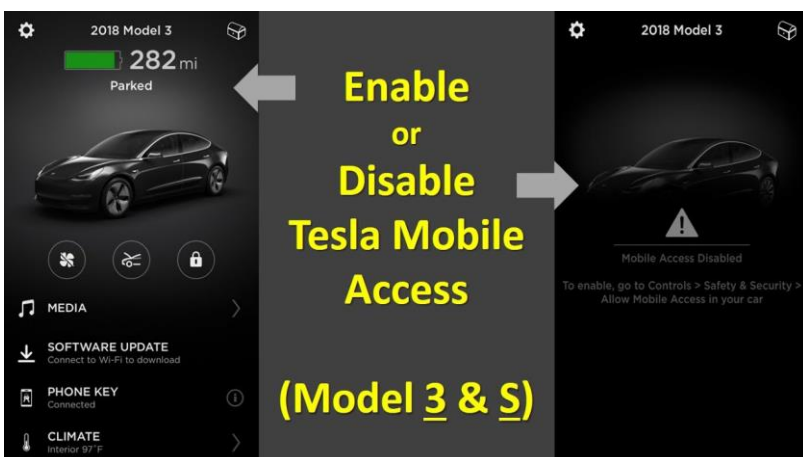 2018 Model 3
282 mi
Parked
MEDIA
SOFTWARE UPDATE
Connect to Wi-Fi to download
PHONE KEY
Connected
CLIMATE
Interior 97°F
Enable
or
Disable
Tesla Mobile
Access
(Model 3 & S)
2018 Model 3
Mobile Access Disabled
To enable, go to Controls > Safety & Security >
Allow Mobile Access in your car